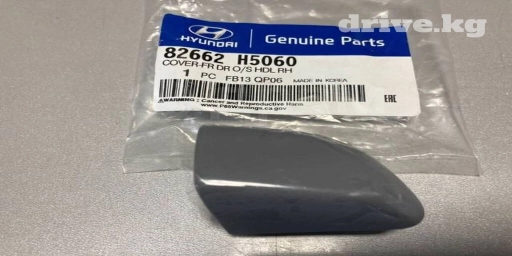 drive.kg
HYUNDAI
Genuine Parts
82662 H5060
COVER-FR DR O/S HDL RH
1 PC FB13 QP06 MADE IN KOREA
WARNING: Cancer and Reproductive Harm
www.P65Warnings.ca.gov
EAC